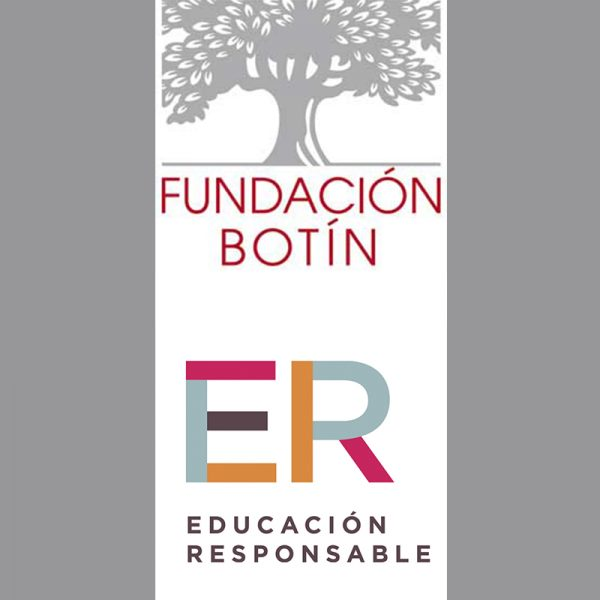 FUNDACIÓN
BOTÍN
ER
EDUCACIÓN
RESPONSABLE